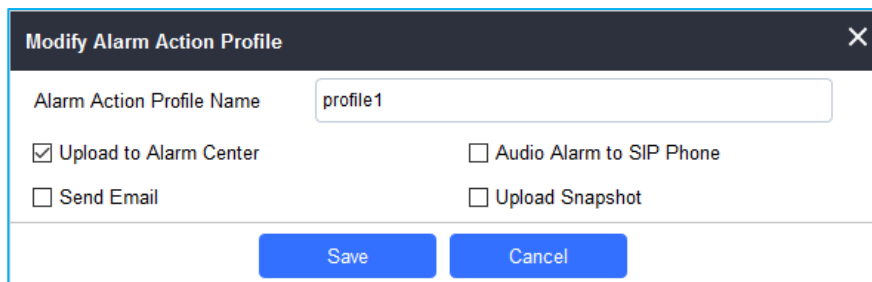 Modify Alarm Action Profile
Alarm Action Profile Name profile1
Upload to Alarm Center Audio Alarm to SIP Phone
Send Email Upload Snapshot
Save Cancel